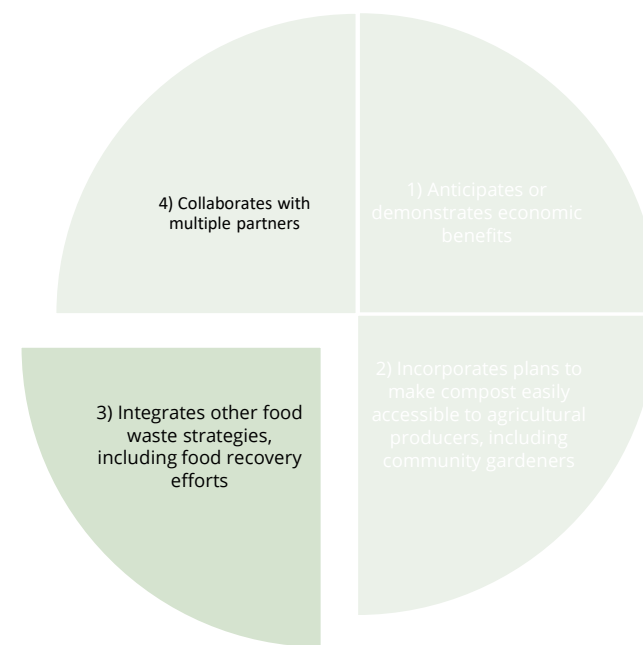 1) Anticipates or
demonstrates economic
benefits
2) Incorporates plans to
make compost easily
accessible to agricultural
producers, including
community gardeners
3) Integrates other food
waste strategies,
including food recovery
efforts
4) Collaborates with
multiple partners